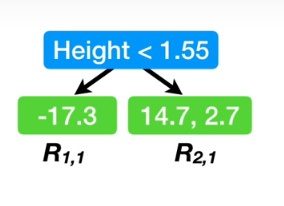 Height < 1.55
-17.3 14.7, 2.7
R1,1 R2,1